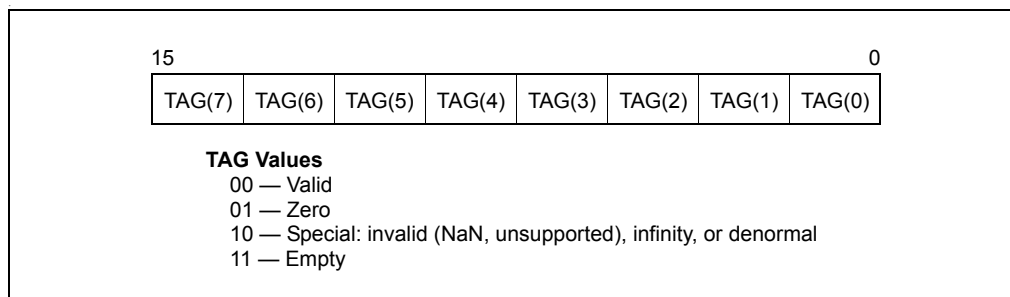 15 0
TAG(7) TAG(6) TAG(5) TAG(4) TAG(3) TAG(2) TAG(1) TAG(0)
TAG Values
00 — Valid
01 — Zero
10 — Special: invalid (NaN, unsupported), infinity, or denormal
11 — Empty